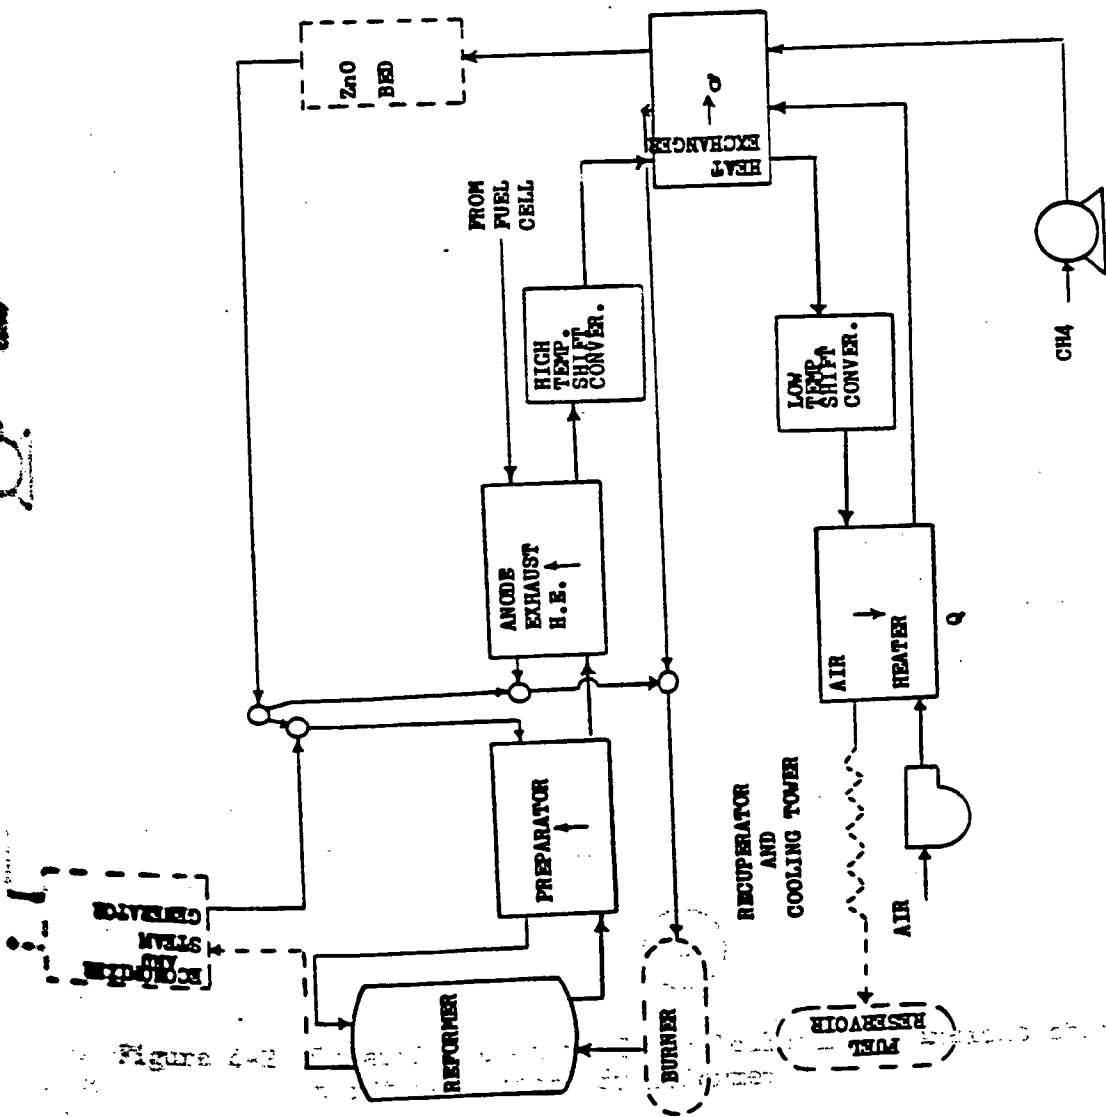 ZnO
BED
HEAT
EXCHANGER
Q
FROM
FUEL
CELL
HIGH
TEMP.
SHIFT
CONVER.
LOW
TEMP.
SHIFT
CONVER.
CH4
ANODE
EXHAUST
H.E.
AIR
HEATER
Q
PREPARATOR
RECUPERATOR
AND
COOLING TOWER
AIR
ECONOMIZER
AND
STEAM
GENERATOR
REFORMER
BURNER
FUEL
RESERVOIR
Figure 4-2